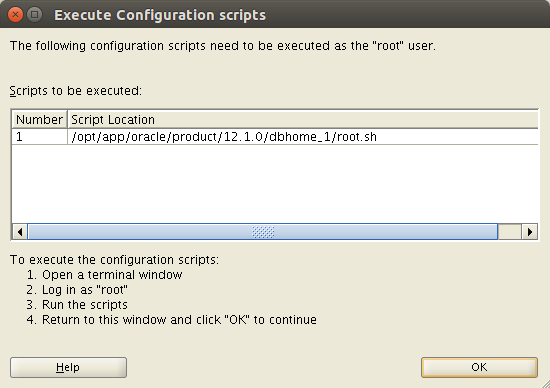 Execute Configuration scripts
The following configuration scripts need to be executed as the "root" user.
Scripts to be executed:
Number Script Location
1 /opt/app/oracle/product/12.1.0/dbhome_1/root.sh
To execute the configuration scripts:
1. Open a terminal window
2. Log in as "root"
3. Run the scripts
4. Return to this window and click "OK" to continue
Help OK